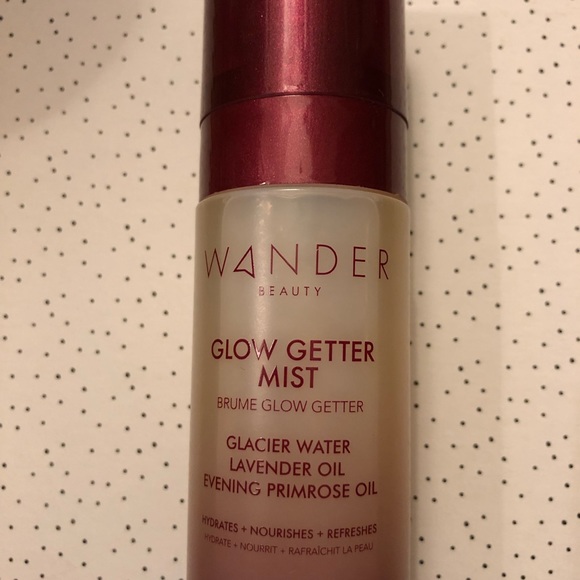 WANDER
BEAUTY
GLOW GETTER
MIST
BRUME GLOW GETTER
GLACIER WATER
LAVENDER OIL
EVENING PRIMROSE OIL
HYDRATES + NOURISHES + REFRESHES
HYDRATE + NOURRIT + RAFRAÎCHIT LA PEAU